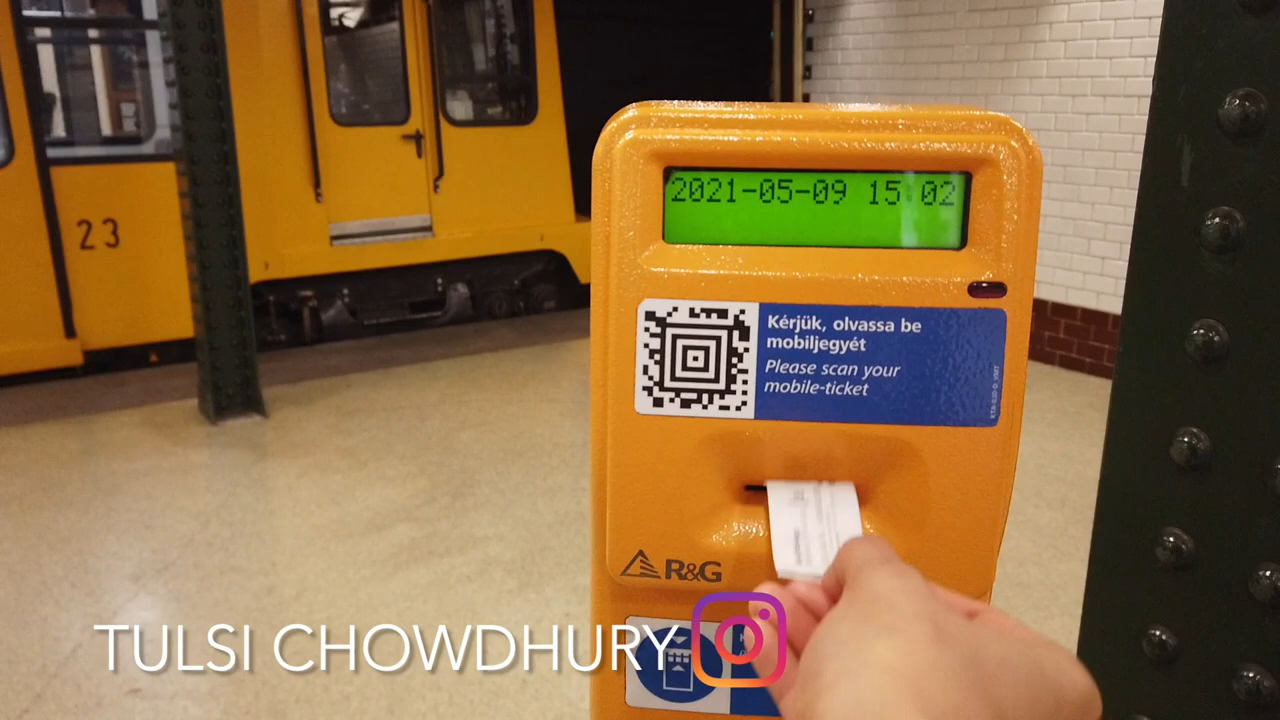 2021-05-09 15:02
23
Kérjük, olvassa be
mobiljegyét
Please scan your
mobile-ticket
R&G
TULSI CHOWDHURY